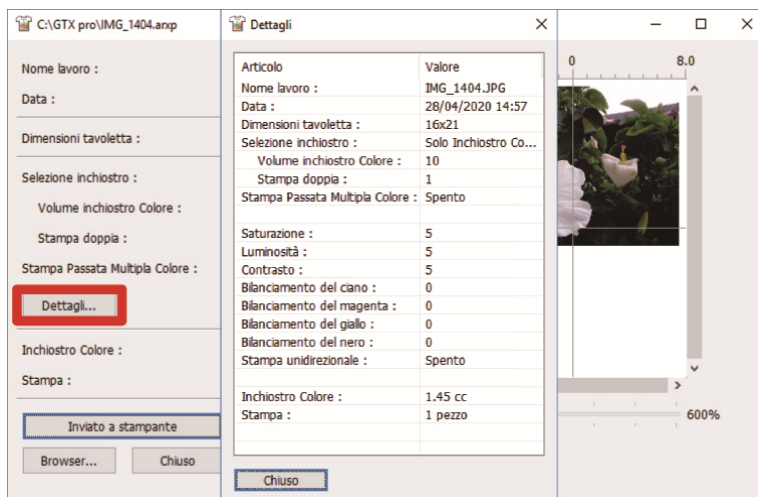 C:\GTX pro\IMG_1404.arxp
Nome lavoro :
Data :
Dimensioni tavoletta :
Selezione inchiostro :
Volume inchiostro Colore :
Stampa doppia :
Stampa Passata Multipla Colore :
Dettagli...
Inchiostro Colore :
Stampa :
Inviato a stampante
Browser... Chiuso
Dettagli
Articolo Valore
Nome lavoro : IMG_1404.JPG
Data : 28/04/2020 14:57
Dimensioni tavoletta : 16x21
Selezione inchiostro : Solo Inchiostro Co...
Volume inchiostro Colore : 10
Stampa doppia : 1
Stampa Passata Multipla Colore : Spento
Saturazione : 5
Luminosità : 5
Contrasto : 5
Bilanciamento del ciano : 0
Bilanciamento del magenta : 0
Bilanciamento del giallo : 0
Bilanciamento del nero : 0
Stampa unidirezionale : Spento
Inchiostro Colore : 1.45 cc
Stampa : 1 pezzo
Chiuso
0 8.0
600%